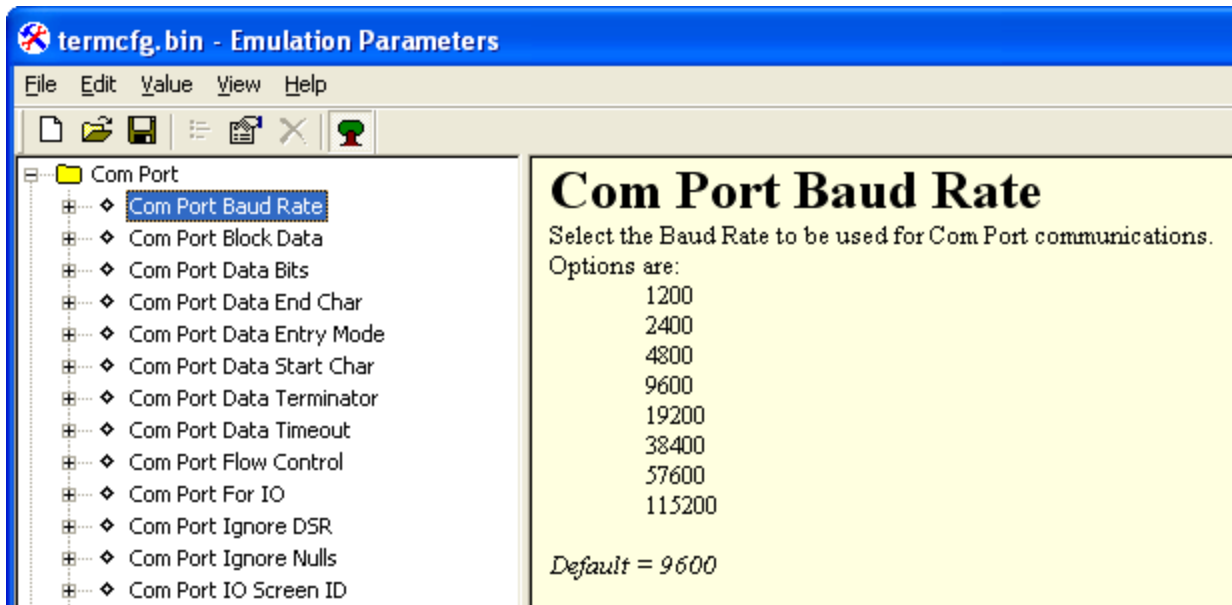 termcfg.bin - Emulation Parameters
File Edit Value View Help
Com Port
Com Port Baud Rate
Com Port Block Data
Com Port Data Bits
Com Port Data End Char
Com Port Data Entry Mode
Com Port Data Start Char
Com Port Data Terminator
Com Port Data Timeout
Com Port Flow Control
Com Port For IO
Com Port Ignore DSR
Com Port Ignore Nulls
Com Port IO Screen ID
Com Port Baud Rate
Select the Baud Rate to be used for Com Port communications.
Options are:
1200
2400
4800
9600
19200
38400
57600
115200
Default = 9600